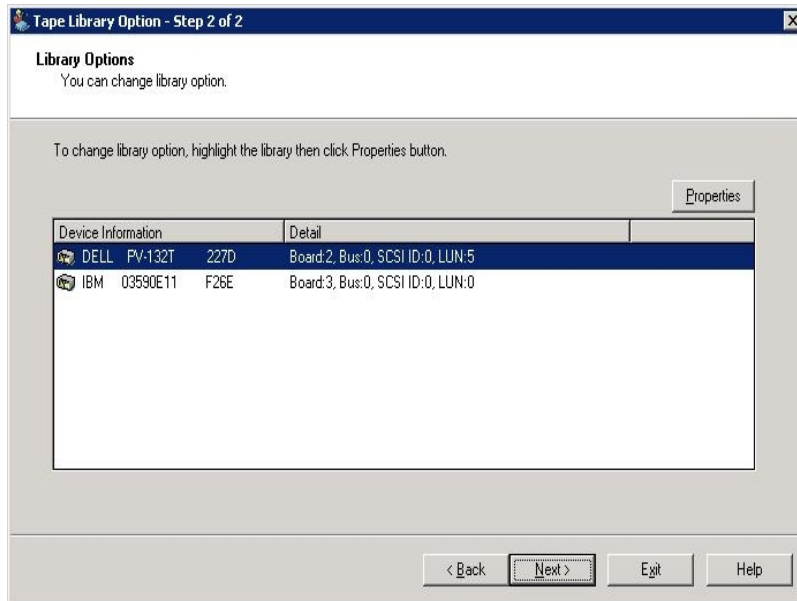 Tape Library Option - Step 2 of 2
Library Options
You can change library option.
To change library option, highlight the library then click Properties button.
Properties
Device Information Detail
DELL PV-132T 227D Board:2, Bus:0, SCSI ID:0, LUN:5
IBM 03590E11 F26E Board:3, Bus:0, SCSI ID:0, LUN:0
< Back Next > Exit Help